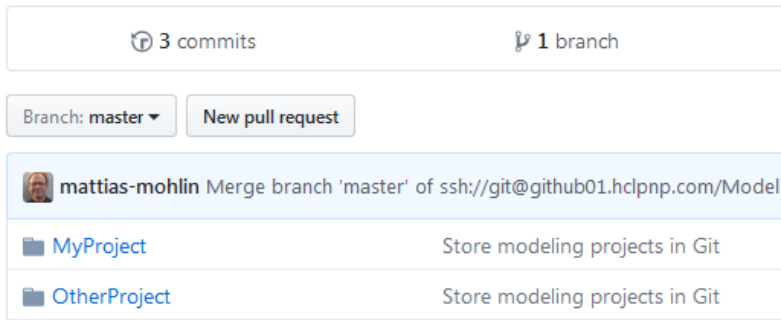 3 commits
1 branch
Branch: master
New pull request
mattias-mohlin Merge branch 'master' of ssh://git@github01.hclpnp.com/Model
MyProject Store modeling projects in Git
OtherProject Store modeling projects in Git